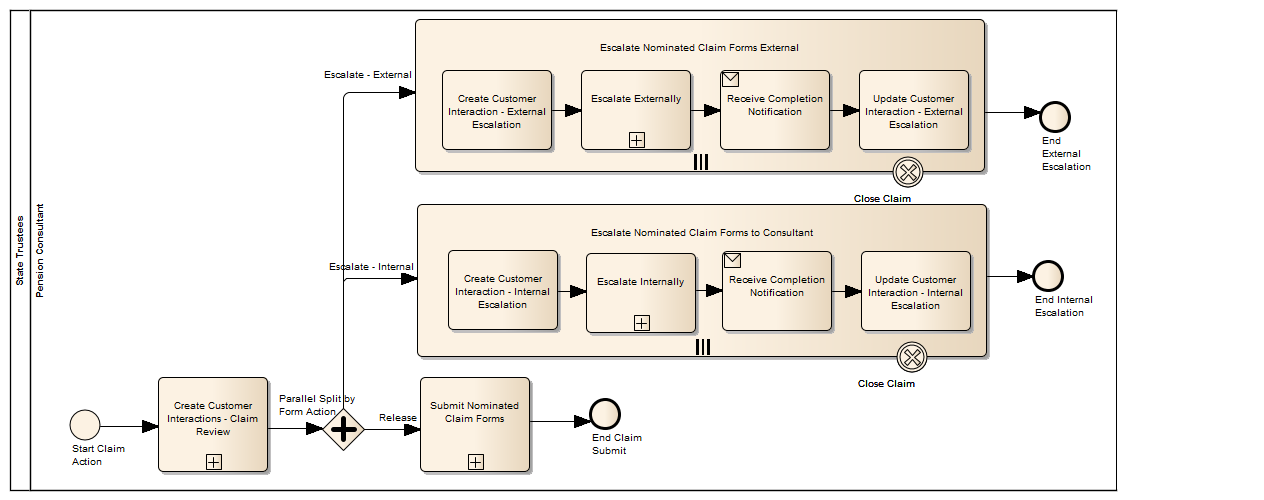 State Trustees
Pension Consultant
Escalate Nominated Claim Forms External
Escalate - External
Create Customer
Interaction - External
Escalation
Escalate Externally
Receive Completion
Notification
Update Customer
Interaction - External
Escalation
End
External
Escalation
Close Claim
Escalate Nominated Claim Forms to Consultant
Escalate - Internal
Create Customer
Interaction - Internal
Escalation
Escalate Internally
Receive Completion
Notification
Update Customer
Interaction - Internal
Escalation
End Internal
Escalation
Close Claim
Start Claim
Action
Create Customer
Interactions - Claim
Review
Parallel Split by
Form Action
Release
Submit Nominated
Claim Forms
End Claim
Submit